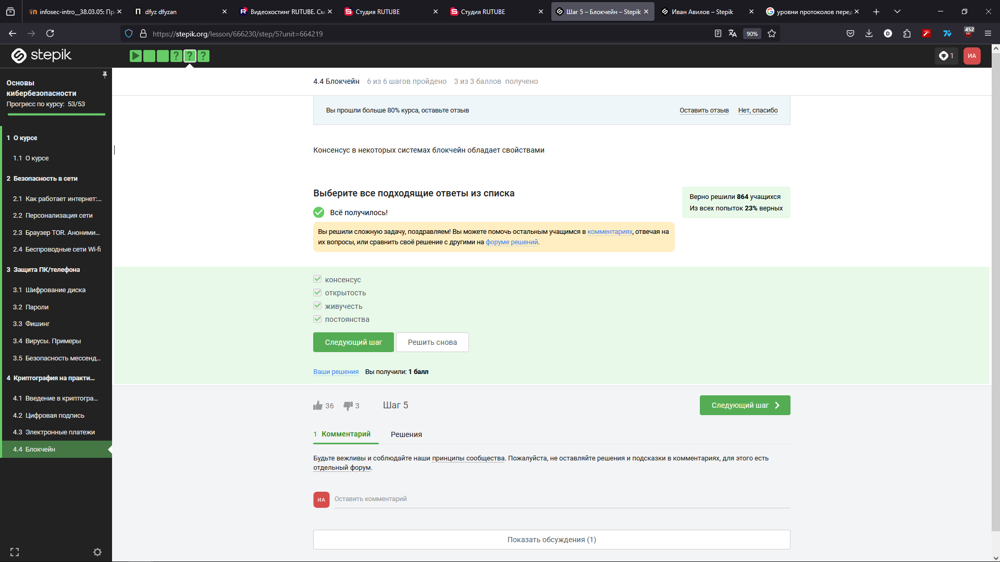 infosec-intro__38.03.05: Пр
dfyz dfyzan
Видеохостинг RUTUBE. См
Студия RUTUBE
Студия RUTUBE
Шаг 5 – Блокчейн – Stepik
Иван Авилов – Stepik
уровни протоколов перед
https://stepik.org/lesson/666230/step/5?unit=664219
90%
452
stepik
? ? ?
1
ИА
Основы
кибербезопасности
Прогресс по курсу: 53/53
1 О курсе
1.1 О курсе
2 Безопасность в сети
2.1 Как работает интернет:...
2.2 Персонализация сети
2.3 Браузер TOR. Аноними...
2.4 Беспроводные сети Wi-fi
3 Защита ПК/телефона
3.1 Шифрование диска
3.2 Пароли
3.3 Фишинг
3.4 Вирусы. Примеры
3.5 Безопасность мессенд...
4 Криптография на практи...
4.1 Введение в криптогра...
4.2 Цифровая подпись
4.3 Электронные платежи
4.4 Блокчейн
4.4 Блокчейн 6 из 6 шагов пройдено 3 из 3 баллов получено
Вы прошли больше 80% курса, оставьте отзыв
Оставить отзыв Нет, спасибо
Консенсус в некоторых системах блокчейн обладает свойствами
Выберите все подходящие ответы из списка
Верно решили 864 учащихся
Из всех попыток 23% верных
Всё получилось!
Вы решили сложную задачу, поздравляем! Вы можете помочь остальным учащимся в комментариях, отвечая на
их вопросы, или сравнить своё решение с другими на форуме решений.
консенсус
открытость
живучесть
постоянства
Следующий шаг Решить снова
Ваши решения Вы получили: 1 балл
36 3 Шаг 5
Следующий шаг
1 Комментарий Решения
Будьте вежливы и соблюдайте наши принципы сообщества. Пожалуйста, не оставляйте решения и подсказки в комментариях, для этого есть
отдельный форум.
ИА Оставить комментарий
Показать обсуждения (1)